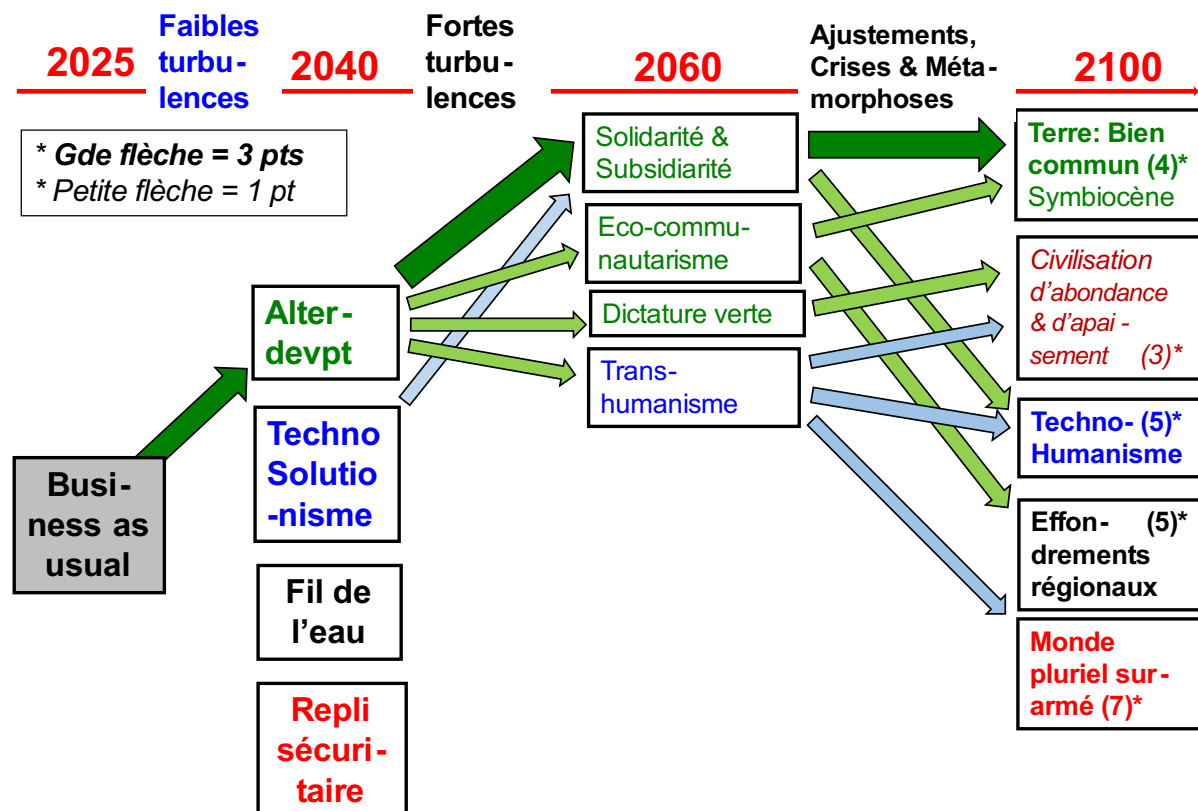 2025
Faibles
turbu-
lences
2040
Fortes
turbu-
lences
2060
Ajustements,
Crises & Méta-
morphoses
2100
* Gde flèche = 3 pts
* Petite flèche = 1 pt
Busi-
ness as
usual
Alter-
devpt
Techno
Solutio
-nisme
Fil de
l’eau
Repli
sécuri-
taire
Solidarité &
Subsidiarité
Eco-commu-
nautarisme
Dictature verte
Trans-
humanisme
Terre: Bien
commun (4)*
Symbiocène
Civilisation
d’abondance
& d’apai -
sement (3)*
Techno- (5)*
Humanisme
Effon- (5)*
drements
régionaux
Monde
pluriel sur-
armé (7)*